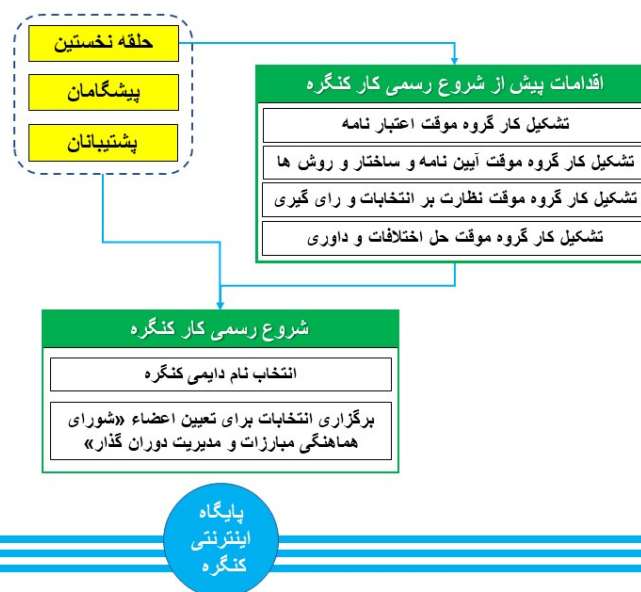 حلقه نخستین
پیشگامان
پشتیبانان
اقدامات پیش از شروع رسمی کار کنگره
تشکیل کار گروه موقت اعتبار نامه
تشکیل کار گروه موقت آیین نامه و ساختار و روش ها
تشکیل کار گروه موقت نظارت بر انتخابات و رای گیری
تشکیل کار گروه موقت حل اختلافات و داوری
شروع رسمی کار کنگره
انتخاب نام دایمی کنگره
برگزاری انتخابات برای تعیین اعضاء «شورای
هماهنگی مبارزات و مدیریت دوران گذار»
پایگاه
اینترنتی
کنگره